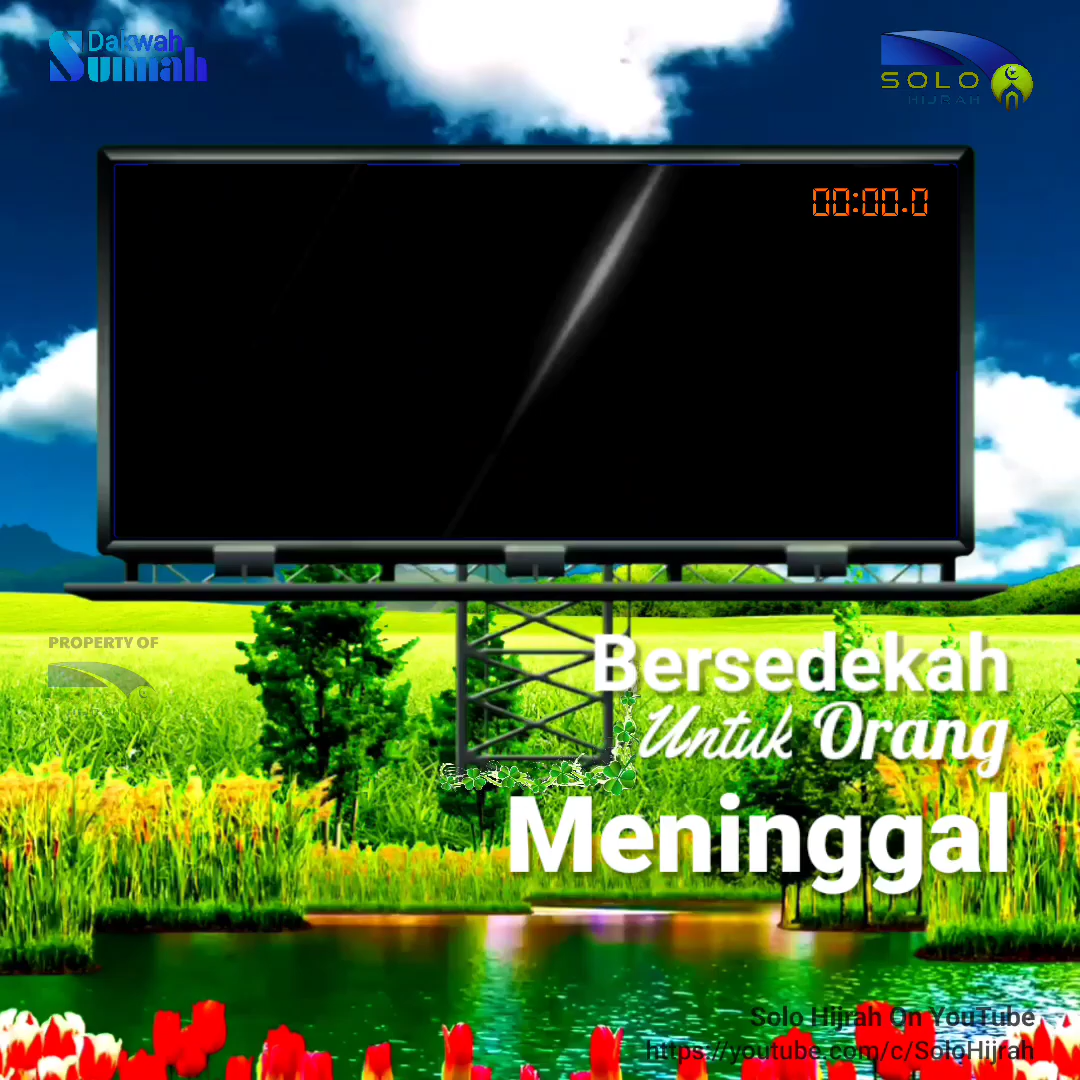 Dakwah
Sunnah
SOLO
HIJRAH
00:00.0
PROPERTY OF
Bersedekah
Untuk Orang
Meninggal
Solo Hijrah On YouTube
https://youtube.com/c/SoloHijrah